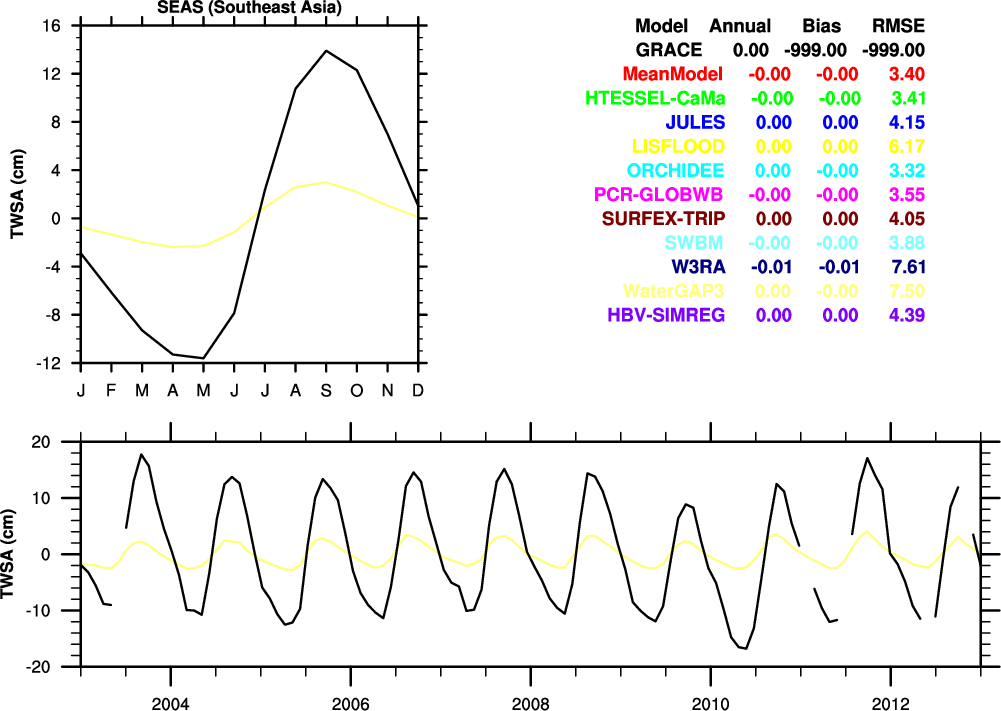 SEAS (Southeast Asia)
16
12
8
4
0
-4
-8
-12
TWSA (cm)
J F M A M J J A S O N D
Model Annual Bias RMSE
GRACE 0.00 -999.00 -999.00
MeanModel -0.00 -0.00 3.40
HTESSEL-CaMa -0.00 -0.00 3.41
JULES 0.00 0.00 4.15
LISFLOOD 0.00 0.00 6.17
ORCHIDEE 0.00 -0.00 3.32
PCR-GLOBWB -0.00 -0.00 3.55
SURFEX-TRIP 0.00 0.00 4.05
SWBM -0.00 -0.00 3.88
W3RA -0.01 -0.01 7.61
WaterGAP3 0.00 -0.00 7.50
HBV-SIMREG 0.00 0.00 4.39
20
10
0
-10
-20
TWSA (cm)
2004 2006 2008 2010 2012